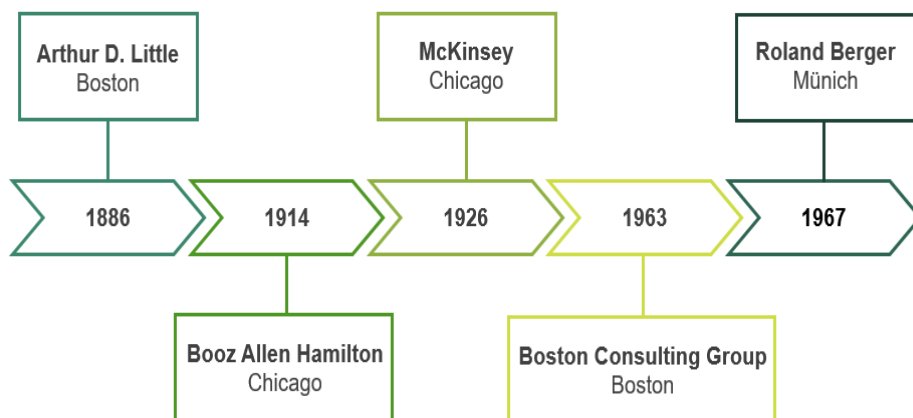 Arthur D. Little
Boston
McKinsey
Chicago
Roland Berger
Münich
1886
1914
1926
1963
1967
Booz Allen Hamilton
Chicago
Boston Consulting Group
Boston